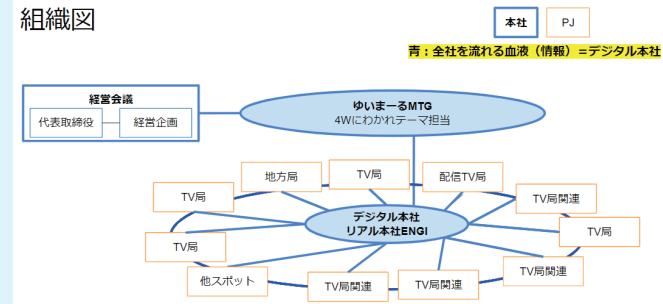 組織図
本社
PJ
青：全社を流れる血液（情報）＝デジタル本社
経営会議
代表取締役
経営企画
ゆいまーるMTG
4Wにわかれテーマ担当
地方局
TV局
配信TV局
TV局
TV局関連
デジタル本社
リアル本社ENGI
TV局
TV局
他スポット
TV局関連
TV局関連
TV局関連